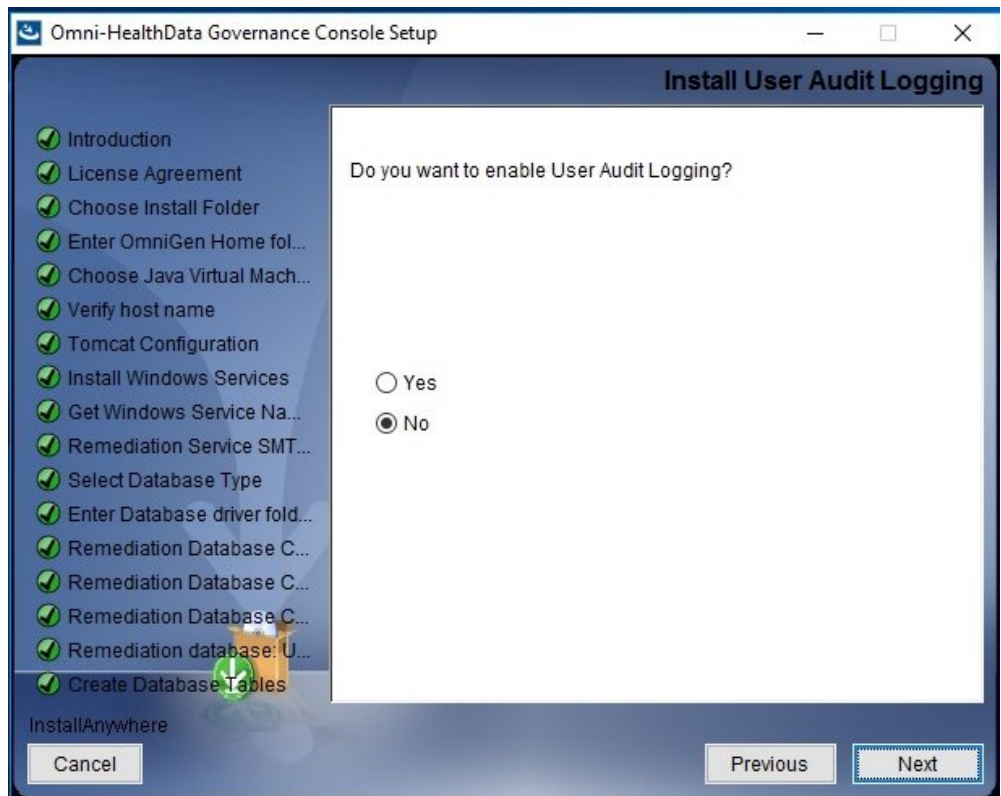 Omni-HealthData Governance Console Setup
Install User Audit Logging
Introduction
License Agreement
Choose Install Folder
Enter OmniGen Home fol...
Choose Java Virtual Mach...
Verify host name
Tomcat Configuration
Install Windows Services
Get Windows Service Na...
Remediation Service SMT...
Select Database Type
Enter Database driver fold...
Remediation Database C...
Remediation Database C...
Remediation Database C...
Remediation database: U...
Create Database Tables
Do you want to enable User Audit Logging?
Yes
No
InstallAnywhere
Cancel
Previous
Next